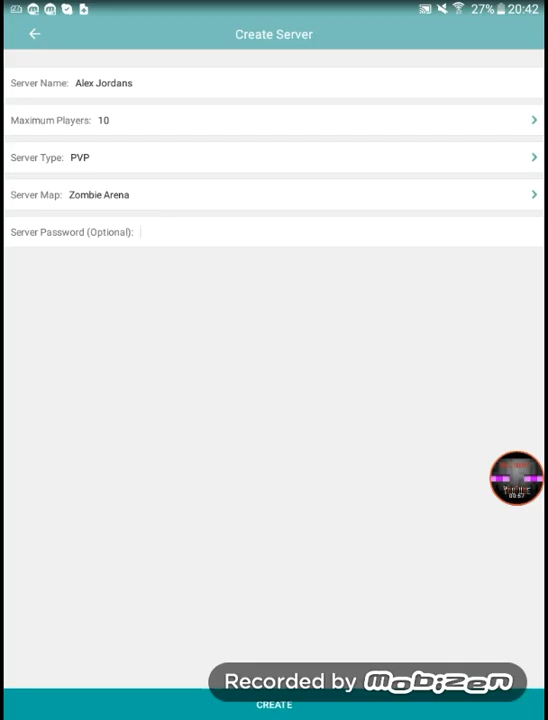 27% 20:42
Create Server
Server Name: Alex Jordans
Maximum Players: 10
Server Type: PVP
Server Map: Zombie Arena
Server Password (Optional):
Recorded by mobizen
CREATE